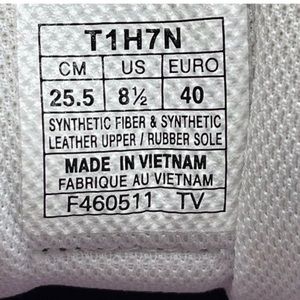 T1H7N
CM US EURO
25.5 8½ 40
SYNTHETIC FIBER & SYNTHETIC
LEATHER UPPER / RUBBER SOLE
MADE IN VIETNAM
FABRIQUE AU VIETNAM
F460511 TV